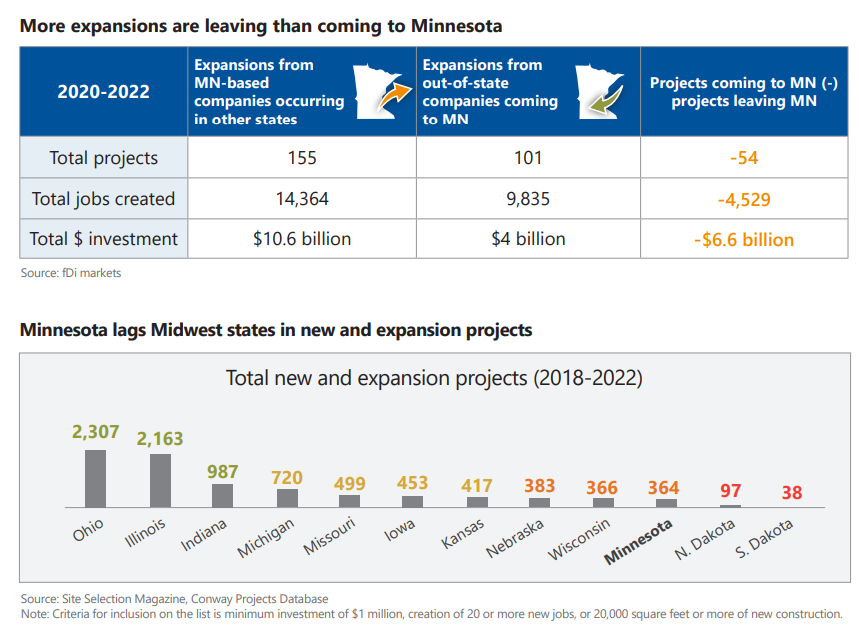 More expansions are leaving than coming to Minnesota
2020-2022
Expansions from
MN-based
companies occurring
in other states
Expansions from
out-of-state
companies coming
to MN
Projects coming to MN (-)
projects leaving MN
Total projects 155 101 -54
Total jobs created 14,364 9,835 -4,529
Total $ investment $10.6 billion $4 billion -$6.6 billion
Source: fDi markets
Minnesota lags Midwest states in new and expansion projects
Total new and expansion projects (2018-2022)
2,307 2,163 987 720 499 453 417 383 366 364 97 38
Ohio Illinois Indiana Michigan Missouri Iowa Kansas Nebraska Wisconsin Minnesota N. Dakota S. Dakota
Source: Site Selection Magazine, Conway Projects Database
Note: Criteria for inclusion on the list is minimum investment of $1 million, creation of 20 or more new jobs, or 20,000 square feet or more of new construction.